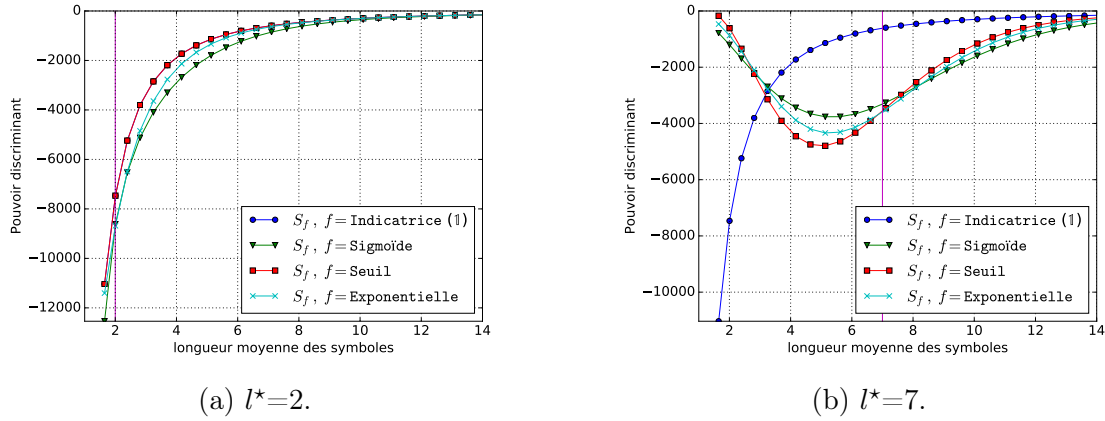 0
−2000
−4000
−6000
−8000
−10000
−12000
Pouvoir discriminant
S_f , f = Indicatrice (𝟙)
S_f , f = Sigmoïde
S_f , f = Seuil
S_f , f = Exponentielle
2 4 6 8 10 12 14
longueur moyenne des symboles
(a) l⋆=2.
0
−2000
−4000
−6000
−8000
−10000
Pouvoir discriminant
S_f , f = Indicatrice (𝟙)
S_f , f = Sigmoïde
S_f , f = Seuil
S_f , f = Exponentielle
2 4 6 8 10 12 14
longueur moyenne des symboles
(b) l⋆=7.